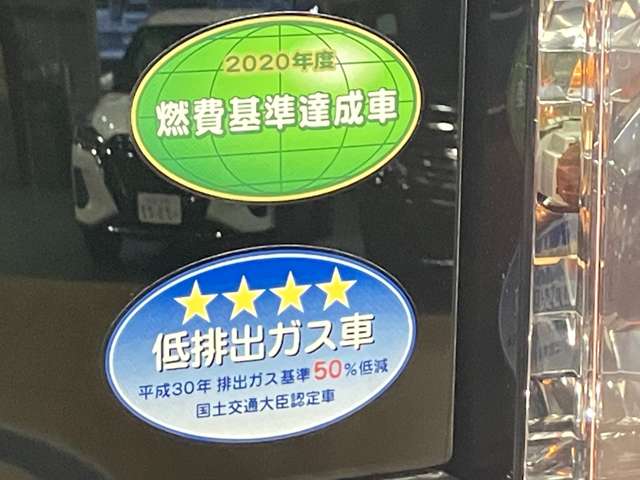 2020年度
燃費基準達成車
低排出ガス車
平成30年 排出ガス基準50%低減
国土交通大臣認定車